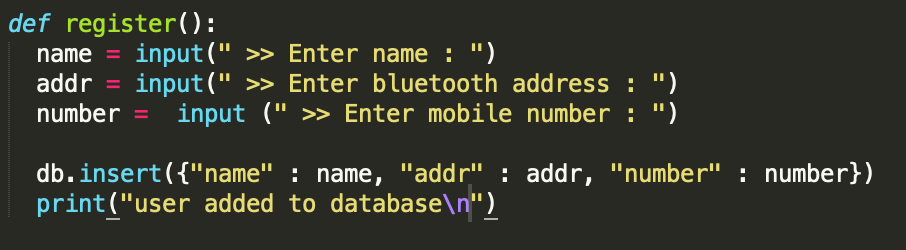 def register():
  name = input(" >> Enter name : ")
  addr = input(" >> Enter bluetooth address : ")
  number =  input (" >> Enter mobile number : ")

  db.insert({"name" : name, "addr" : addr, "number" : number})
  print("user added to database\n")